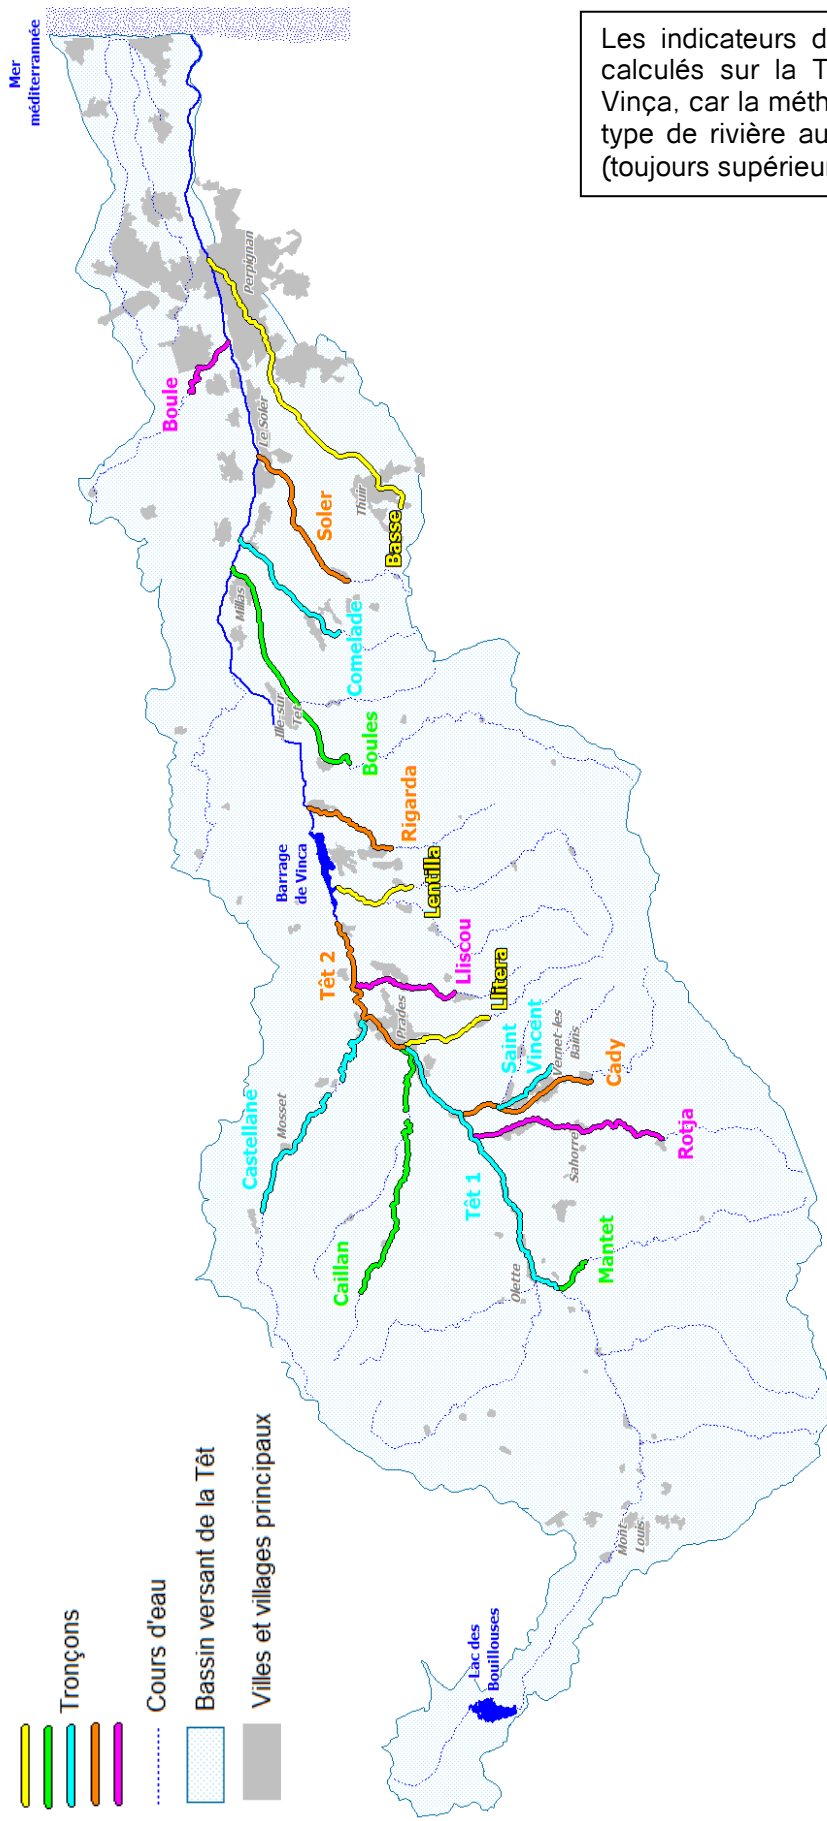 Les indicateurs d
calculés sur la T
Vinça, car la méth
type de rivière au
(toujours supérieur
Mer
méditerrannée
Perpignan
Boule
Le Soler
Soler
Thuir
Basse
Millas
Comelade
Ille sur
Têt
Boules
Rigarda
Barrage
de Vinca
Lentilla
Têt 2
Lliscou
Prades
Llitera
Saint
Vincent
Vernet-les
Bains
Cady
Castellane
Mosset
Rotja
Sahorre
Têt 1
Caillan
Mantet
Olette
Mont
Louis
Lac des
Bouillouses
Tronçons
Cours d'eau
Bassin versant de la Têt
Villes et villages principaux